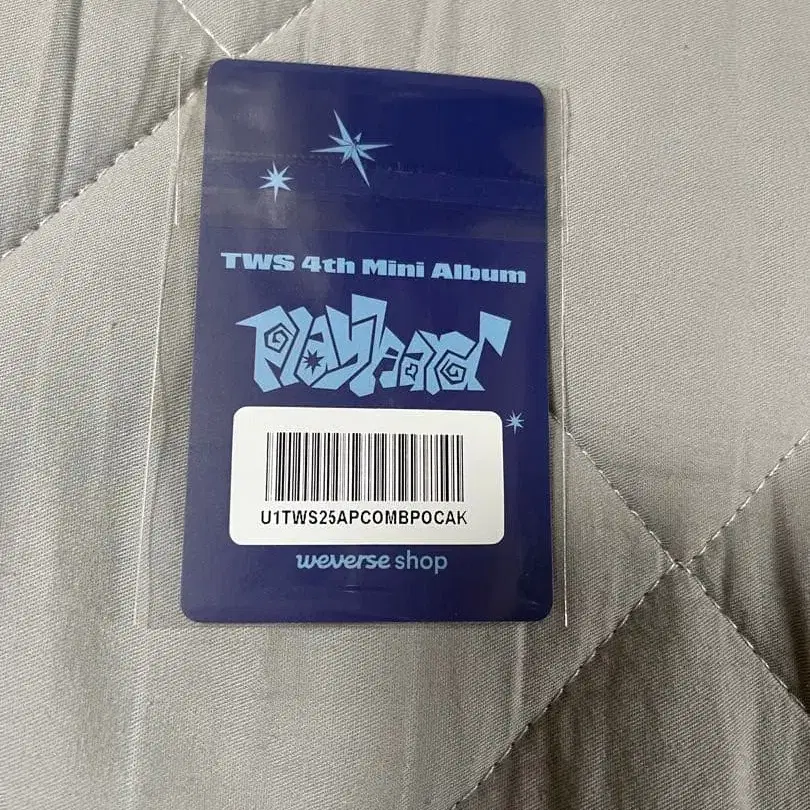 TWS 4th Mini Album
Play hard
U1TWS25APCOMBPOCAK
weverse shop